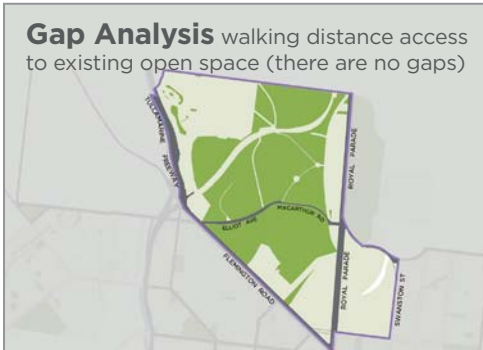 Gap Analysis walking distance access
to existing open space (there are no gaps)
TULLAMARINE FREEWAY
ROYAL PARADE
ELLIOT AVE
MACARTHUR RD
FLEMINGTON ROAD
ROYAL PARADE
SWANSTON ST